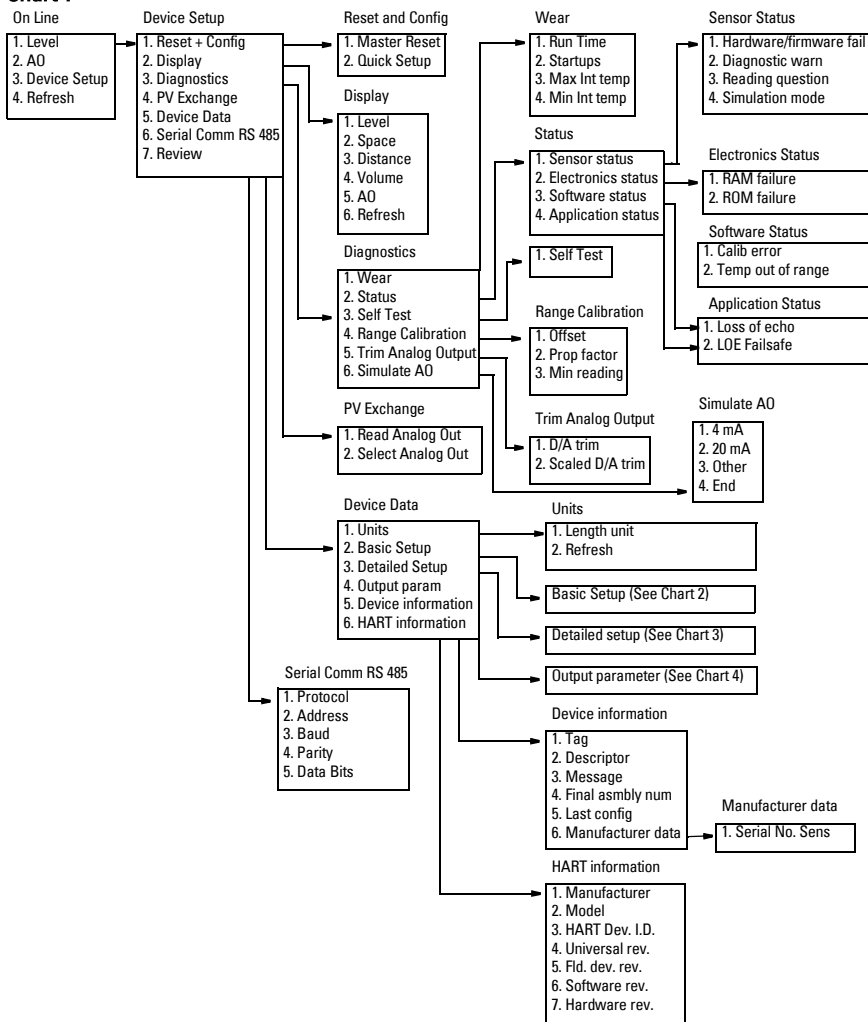 On Line
1. Level
2. AO
3. Device Setup
4. Refresh
Device Setup
1. Reset + Config
2. Display
3. Diagnostics
4. PV Exchange
5. Device Data
6. Serial Comm RS 485
7. Review
Reset and Config
1. Master Reset
2. Quick Setup
Display
1. Level
2. Space
3. Distance
4. Volume
5. AO
6. Refresh
Diagnostics
1. Wear
2. Status
3. Self Test
4. Range Calibration
5. Trim Analog Output
6. Simulate AO
PV Exchange
1. Read Analog Out
2. Select Analog Out
Device Data
1. Units
2. Basic Setup
3. Detailed Setup
4. Output param
5. Device information
6. HART information
Serial Comm RS 485
1. Protocol
2. Address
3. Baud
4. Parity
5. Data Bits
Wear
1. Run Time
2. Startups
3. Max Int temp
4. Min Int temp
Status
1. Sensor status
2. Electronics status
3. Software status
4. Application status
1. Self Test
Range Calibration
1. Offset
2. Prop factor
3. Min reading
Trim Analog Output
1. D/A trim
2. Scaled D/A trim
Units
1. Length unit
2. Refresh
Basic Setup (See Chart 2)
Detailed setup (See Chart 3)
Output parameter (See Chart 4)
Device information
1. Tag
2. Descriptor
3. Message
4. Final asmbly num
5. Last config
6. Manufacturer data
HART information
1. Manufacturer
2. Model
3. HART Dev. I.D.
4. Universal rev.
5. Fld. dev. rev.
6. Software rev.
7. Hardware rev.
Sensor Status
1. Hardware/firmware fail
2. Diagnostic warn
3. Reading question
4. Simulation mode
Electronics Status
1. RAM failure
2. ROM failure
Software Status
1. Calib error
2. Temp out of range
Application Status
1. Loss of echo
2. LOE Failsafe
Simulate AO
1. 4 mA
2. 20 mA
3. Other
4. End
Manufacturer data
1. Serial No. Sens